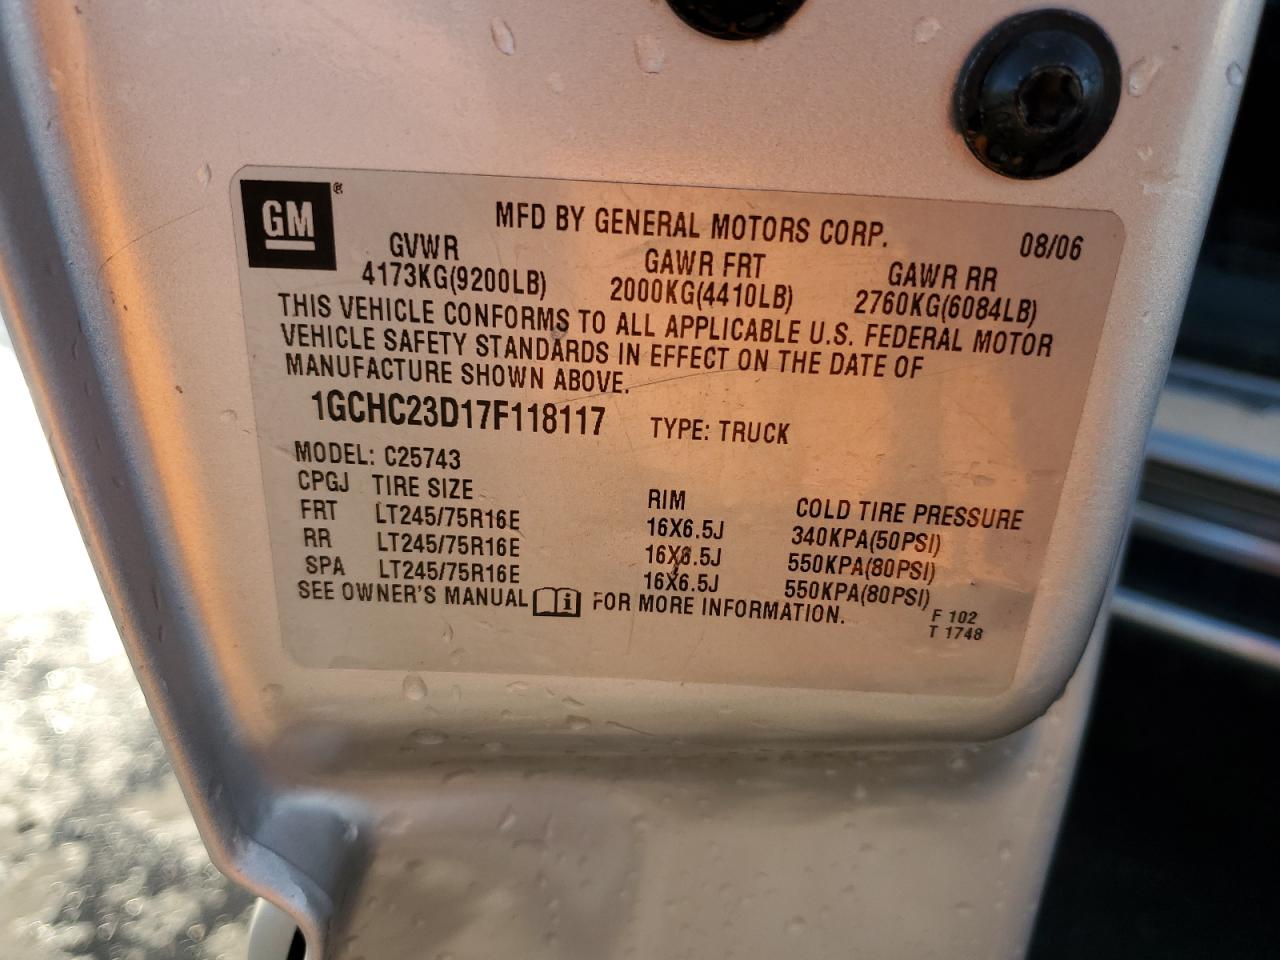 GM ®
MFD BY GENERAL MOTORS CORP. 08/06
GVWR GAWR FRT GAWR RR
4173KG(9200LB) 2000KG(4410LB) 2760KG(6084LB)
THIS VEHICLE CONFORMS TO ALL APPLICABLE U.S. FEDERAL MOTOR
VEHICLE SAFETY STANDARDS IN EFFECT ON THE DATE OF
MANUFACTURE SHOWN ABOVE.
1GCHC23D17F118117 TYPE: TRUCK
MODEL: C25743
CPGJ TIRE SIZE RIM COLD TIRE PRESSURE
FRT LT245/75R16E 16X6.5J 340KPA(50PSI)
RR LT245/75R16E 16X6.5J 550KPA(80PSI)
SPA LT245/75R16E 16X6.5J 550KPA(80PSI)
SEE OWNER'S MANUAL i FOR MORE INFORMATION.
F 102
T 1748